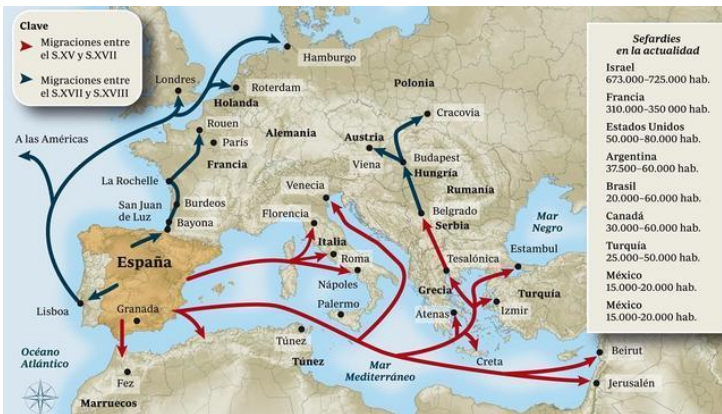 Clave
Migraciones entre
el S.XV y S.XVII
Migraciones entre
el S.XVII y S.XVIII
A las Américas
Londres
Hamburgo
Roterdam
Holanda
Polonia
Cracovia
Rouen
París
Alemania
Francia
Austria
Viena
Budapest
Hungría
Rumanía
La Rochelle
Venecia
San Juan
de Luz
Burdeos
Bayona
Florencia
Belgrado
Serbia
Mar
Negro
España
Italia
Roma
Nápoles
Tesalónica
Estambul
Grecia
Turquía
Lisboa
Granada
Palermo
Atenas
Izmir
Océano
Atlántico
Túnez
Túnez
Mar
Mediterráneo
Creta
Beirut
Fez
Marruecos
Jerusalén
Sefardíes
en la actualidad
Israel
673.000-725.000 hab.
Francia
310.000-350 000 hab.
Estados Unidos
50.000-80.000 hab.
Argentina
37.500-60.000 hab.
Brasil
20.000-60.000 hab.
Canadá
30.000-60.000 hab.
Turquía
25.000-50.000 hab.
México
15.000-20.000 hab.
México
15.000-20.000 hab.